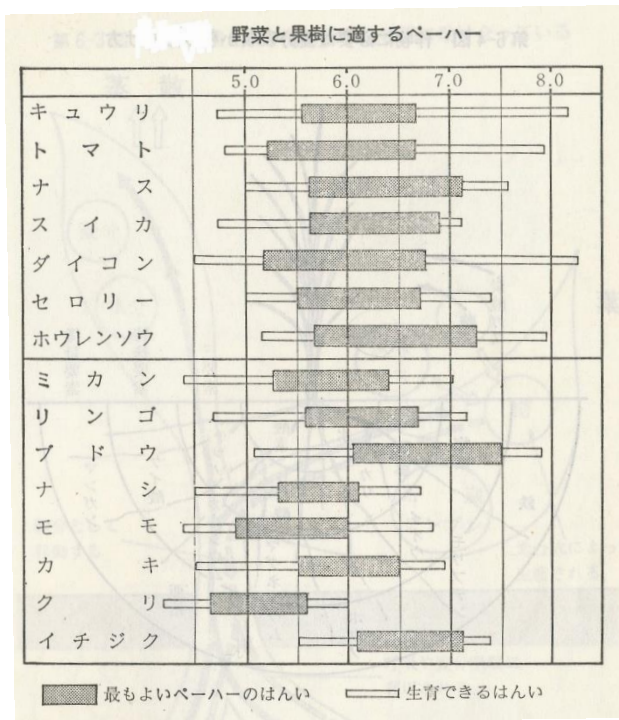 野菜と果樹に適するペーハー
5.0 6.0 7.0 8.0
キュウリ
トマト
ナス
スイカ
ダイコン
セロリー
ホウレンソウ
ミカン
リンゴ
ブドウ
ナシ
モモ
カキ
クリ
イチジク
最もよいペーハーのはんい 生育できるはんい